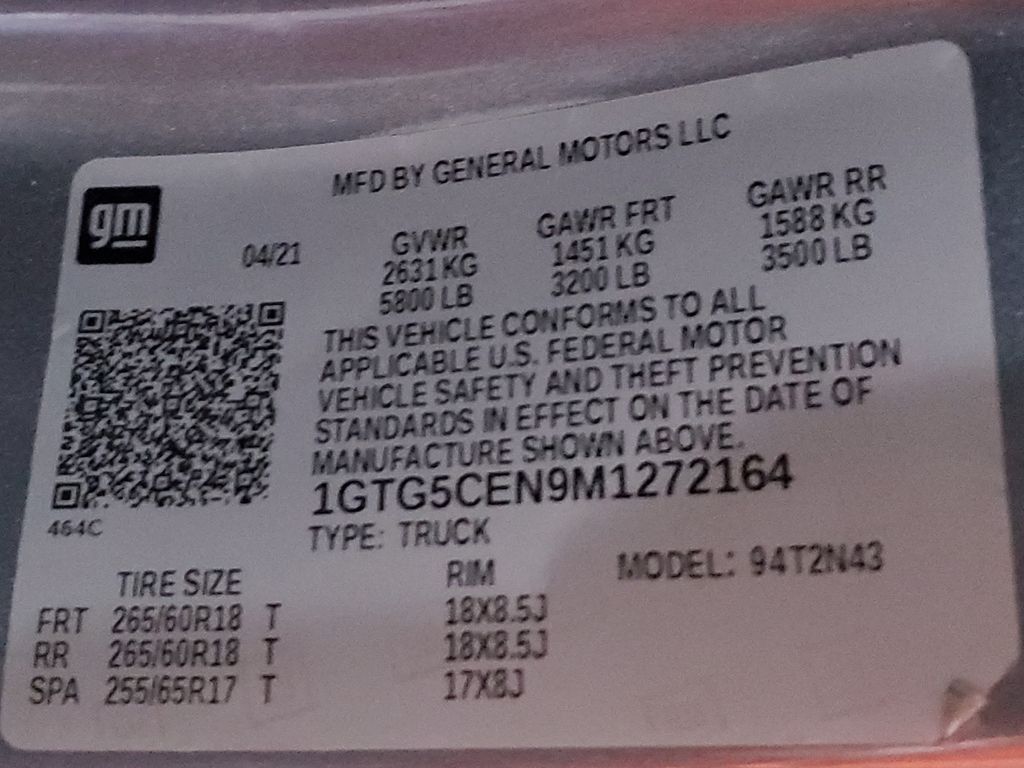 MFD BY GENERAL MOTORS LLC
gm
04/21
GVWR GAWR FRT GAWR RR
2631 KG 1451 KG 1588 KG
5800 LB 3200 LB 3500 LB
THIS VEHICLE CONFORMS TO ALL
APPLICABLE U.S. FEDERAL MOTOR
VEHICLE SAFETY AND THEFT PREVENTION
STANDARDS IN EFFECT ON THE DATE OF
MANUFACTURE SHOWN ABOVE.
1GTG5CEN9M1272164
464C
TYPE: TRUCK
MODEL: 94T2N43
TIRE SIZE RIM
FRT 265/60R18 T 18X8.5J
RR 265/60R18 T 18X8.5J
SPA 255/65R17 T 17X8J